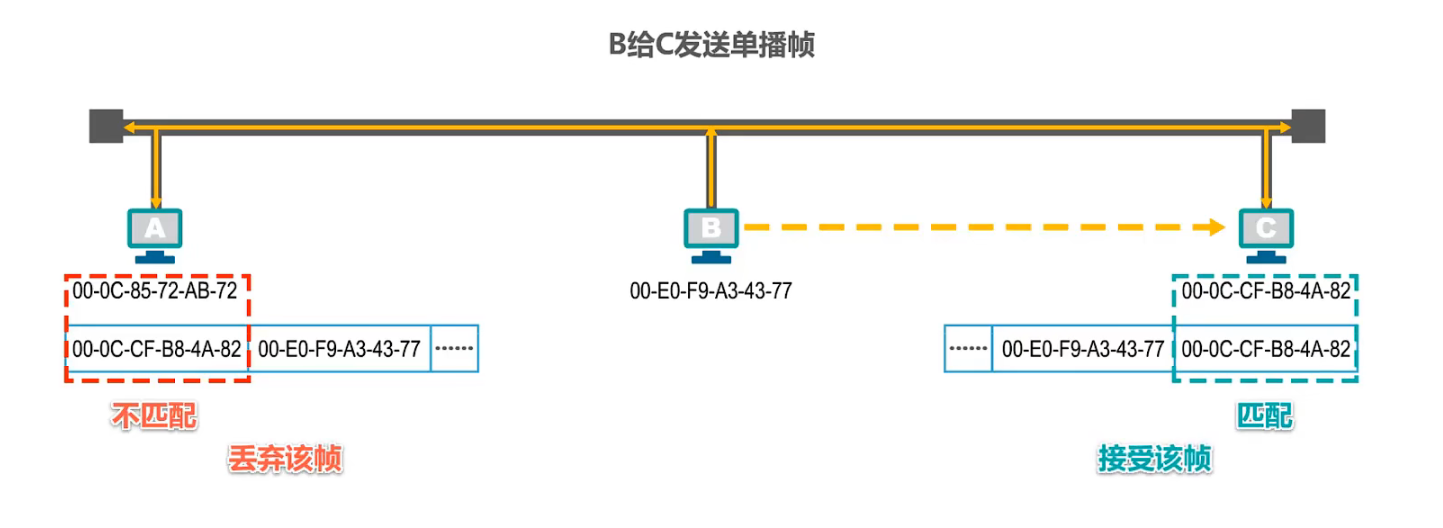 B给C发送单播帧
A
B
C
00-0C-85-72-AB-72
00-E0-F9-A3-43-77
00-0C-CF-B8-4A-82
00-0C-CF-B8-4A-82 00-E0-F9-A3-43-77 ······
······ 00-E0-F9-A3-43-77 00-0C-CF-B8-4A-82
不匹配
匹配
丢弃该帧
接受该帧